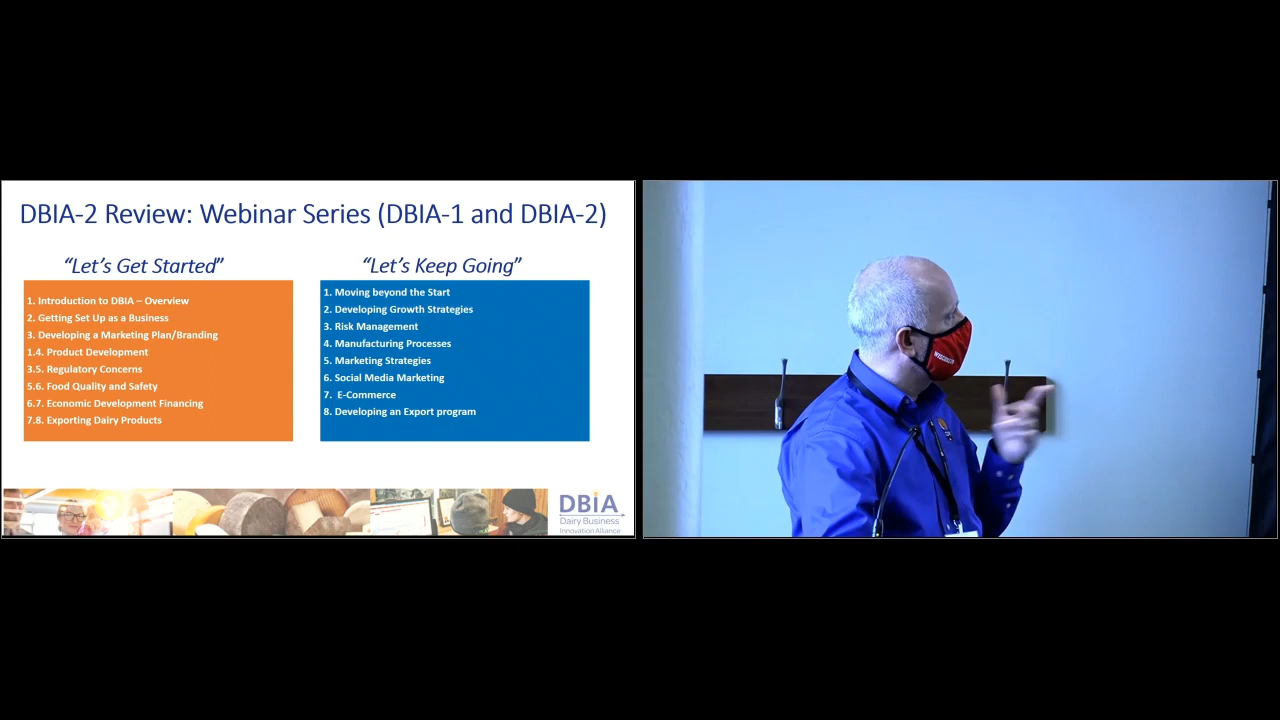 DBIA-2 Review: Webinar Series (DBIA-1 and DBIA-2)
“Let’s Get Started”
1. Introduction to DBIA – Overview
2. Getting Set Up as a Business
3. Developing a Marketing Plan/Branding
1.4. Product Development
3.5. Regulatory Concerns
5.6. Food Quality and Safety
6.7. Economic Development Financing
7.8. Exporting Dairy Products
“Let’s Keep Going”
1. Moving beyond the Start
2. Developing Growth Strategies
3. Risk Management
4. Manufacturing Processes
5. Marketing Strategies
6. Social Media Marketing
7.  E-Commerce
8. Developing an Export program
DBiA
Dairy Business
Innovation Alliance
WISCONSIN